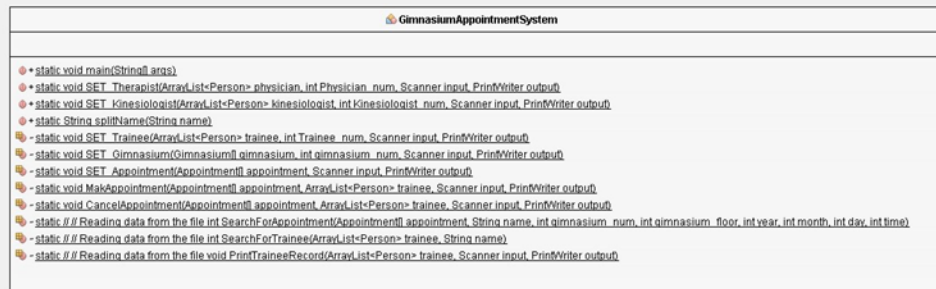 GimnasiumAppointmentSystem
+ static void main(String[] args)
+ static void SET_Therapist(ArrayList<Person> physician, int Physician_num, Scanner input, PrintWriter output)
+ static void SET_Kinesiologist(ArrayList<Person> kinesiologist, int Kinesiologist_num, Scanner input, PrintWriter output)
+ static String splitName(String name)
- static void SET_Trainee(ArrayList<Person> trainee, int Trainee_num, Scanner input, PrintWriter output)
- static void SET_Gimnasium(Gimnasium[] gimnasium, int gimnasium_num, Scanner input, PrintWriter output)
- static void SET_Appointment(Appointment[] appointment, Scanner input, PrintWriter output)
- static void MakAppointment(Appointment[] appointment, ArrayList<Person> trainee, Scanner input, PrintWriter output)
- static void CancelAppointment(Appointment[] appointment, ArrayList<Person> trainee, Scanner input, PrintWriter output)
- static // // Reading data from the file int SearchForAppointment(Appointment[] appointment, String name, int gimnasium_num, int gimnasium_floor, int year, int month, int day, int time)
- static // // Reading data from the file int SearchForTrainee(ArrayList<Person> trainee, String name)
- static // // Reading data from the file void PrintTraineeRecord(ArrayList<Person> trainee, Scanner input, PrintWriter output)